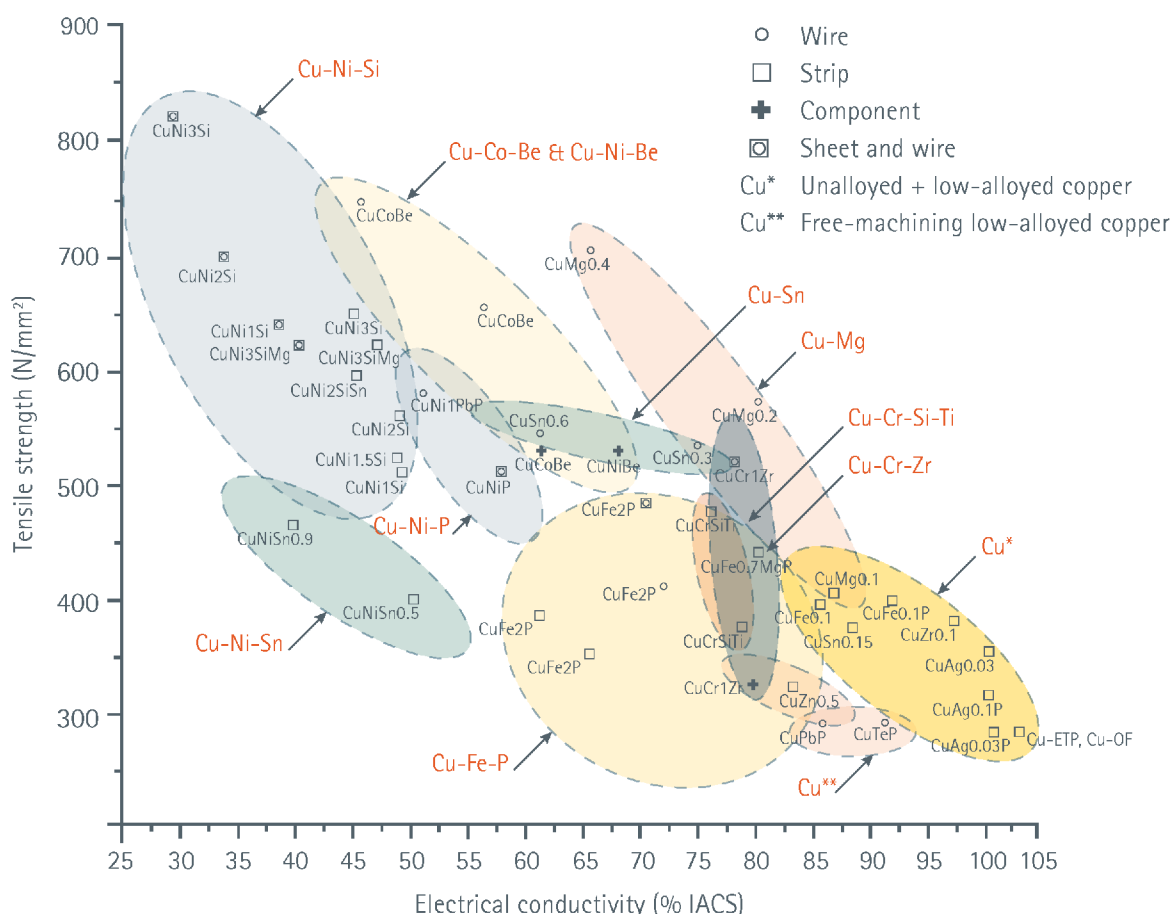 900
800
700
600
500
400
300
Tensile strength (N/mm²)
25 30 35 40 45 50 55 60 65 70 75 80 85 90 95 100 105
Electrical conductivity (% IACS)
Wire
Strip
Component
Sheet and wire
Cu* Unalloyed + low-alloyed copper
Cu** Free-machining low-alloyed copper
Cu-Ni-Si
Cu-Co-Be & Cu-Ni-Be
Cu-Sn
Cu-Mg
Cu-Cr-Si-Ti
Cu-Cr-Zr
Cu-Ni-P
Cu*
Cu-Ni-Sn
Cu-Fe-P
Cu**
CuNi3Si
CuCoBe
CuMg0.4
CuNi2Si
CuNi1Si
CuNi3Si
CuCoBe
CuNi3SiMg
CuNi3SiMg
CuNi2SiSn
CuNi1PbP
CuMg0.2
CuNi2Si
CuSn0.6
CuNi1.5Si
CuCoBe
CuNiBe
CuSn0.3
CuCr1Zr
CuNi1Si
CuNiP
CuFe2P
CuCrSiTi
CuNiSn0.9
CuFe0.7MgP
CuMg0.1
CuFe2P
CuNiSn0.5
CuFe0.1
CuFe0.1P
CuFe2P
CuCrSiTi
CuSn0.15
CuZr0.1
CuFe2P
CuAg0.03
CuCr1Zr
CuZn0.5
CuAg0.1P
CuPbP
CuTeP
CuAg0.03P
Cu-ETP, Cu-OF